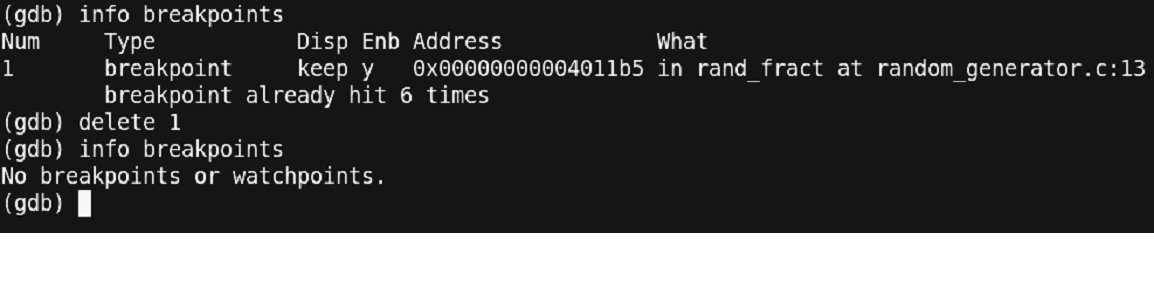 (gdb) info breakpoints
Num     Type           Disp Enb Address            What
1       breakpoint     keep y   0x00000000004011b5 in rand_fract at random_generator.c:13
        breakpoint already hit 6 times
(gdb) delete 1
(gdb) info breakpoints
No breakpoints or watchpoints.
(gdb)